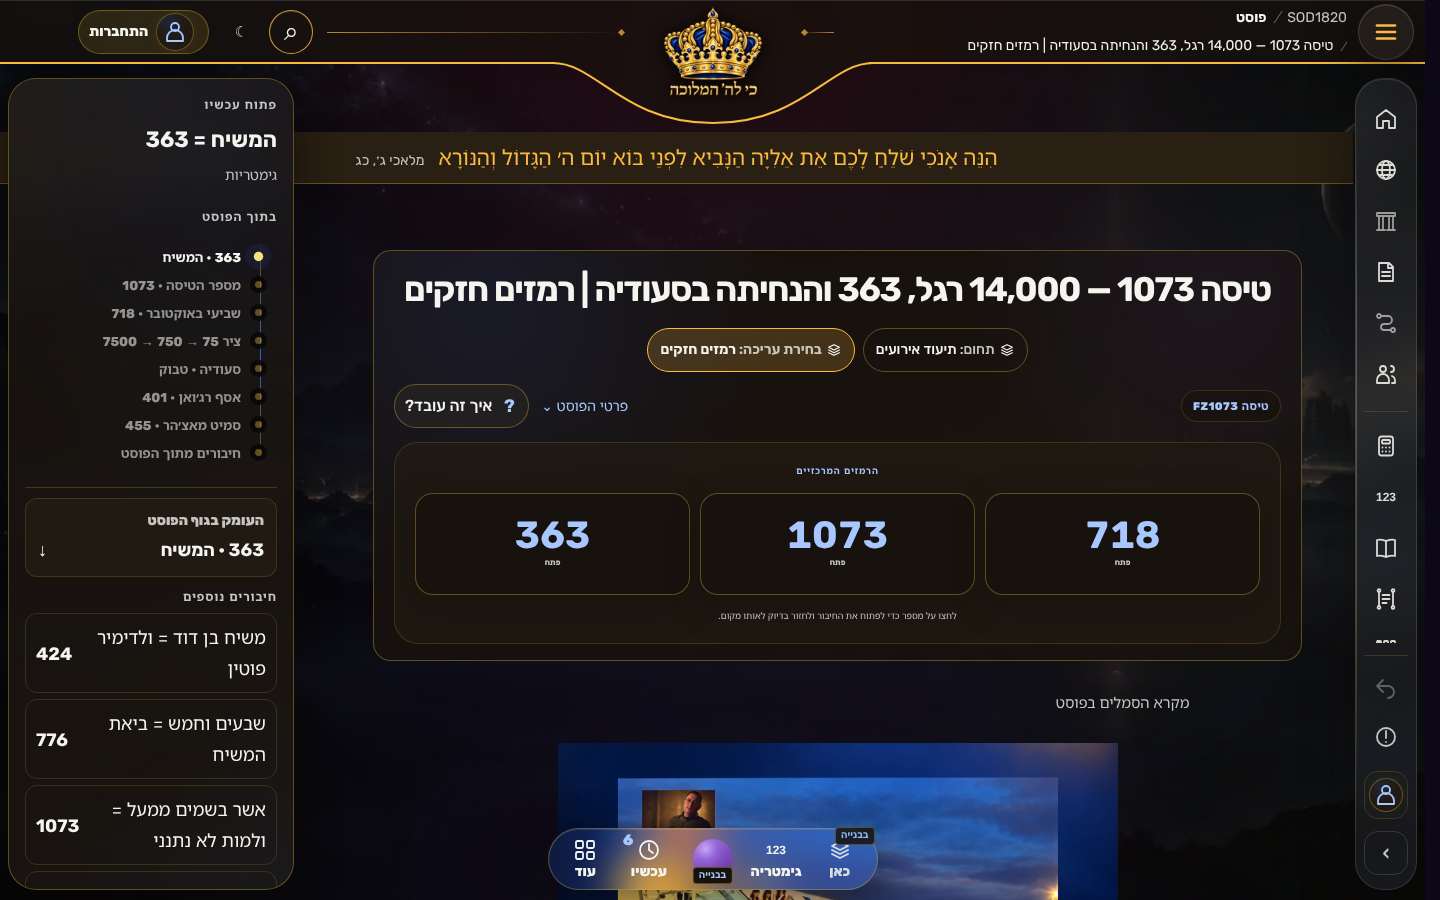 SOD1820 / פוסט
/ טיסה 1073 — 14,000 רגל, 363 והנחיתה בסעודיה | רמזים חזקים
כי לה' המלוכה
התחברות
הִנֵּה אָנֹכִי שֹׁלֵחַ לָכֶם אֵת אֵלִיָּה הַנָּבִיא לִפְנֵי בּוֹא יוֹם ה׳ הַגָּדוֹל וְהַנּוֹרָא מלאכי ג׳, כג
טיסה 1073 — 14,000 רגל, 363 והנחיתה בסעודיה | רמזים חזקים
תחום: תיעוד אירועים
בחירת עריכה: רמזים חזקים
טיסה FZ1073
פרטי הפוסט ⌄
? איך זה עובד?
הרמזים המרכזיים
718
פתח
1073
פתח
363
פתח
לחצו על מספר כדי לפתוח את החיבור ולחזור בדיוק לאותו מקום.
מקרא הסמלים בפוסט
פתוח עכשיו
המשיח = 363
גימטריות
בתוך הפוסט
363 • המשיח
מספר הטיסה • 1073
שביעי באוקטובר • 718
ציר 75 → 750 → 7500
סעודיה • טבוק
אסף רג׳ואן • 401
סמיט מאצ׳הר • 455
חיבורים מתוך הפוסט
העומק בגוף הפוסט
363 • המשיח ↓
חיבורים נוספים
משיח בן דוד = ולדימיר
פוטין
424
שבעים וחמש = ביאת
המשיח
776
אשר בשמים ממעל =
ולמות לא נתנני
1073
123
בבנייה
כאן
123
גימטריה
בבנייה
6
עכשיו
עוד